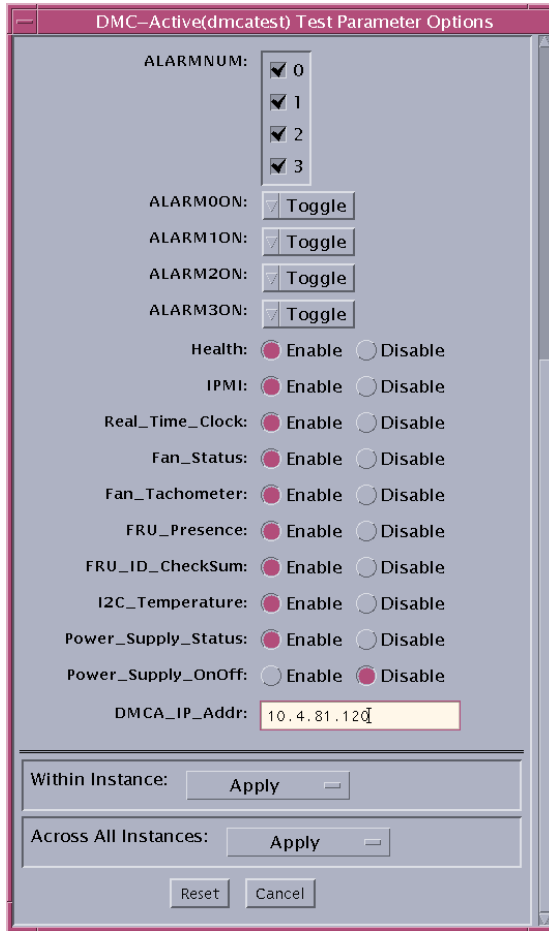 DMC–Active(dmcatest) Test Parameter Options
ALARMNUM: 0
1
2
3
ALARM0ON: Toggle
ALARM1ON: Toggle
ALARM2ON: Toggle
ALARM3ON: Toggle
Health: Enable Disable
IPMI: Enable Disable
Real_Time_Clock: Enable Disable
Fan_Status: Enable Disable
Fan_Tachometer: Enable Disable
FRU_Presence: Enable Disable
FRU_ID_CheckSum: Enable Disable
I2C_Temperature: Enable Disable
Power_Supply_Status: Enable Disable
Power_Supply_OnOff: Enable Disable
DMCA_IP_Addr: 10.4.81.120
Within Instance: Apply
Across All Instances: Apply
Reset Cancel